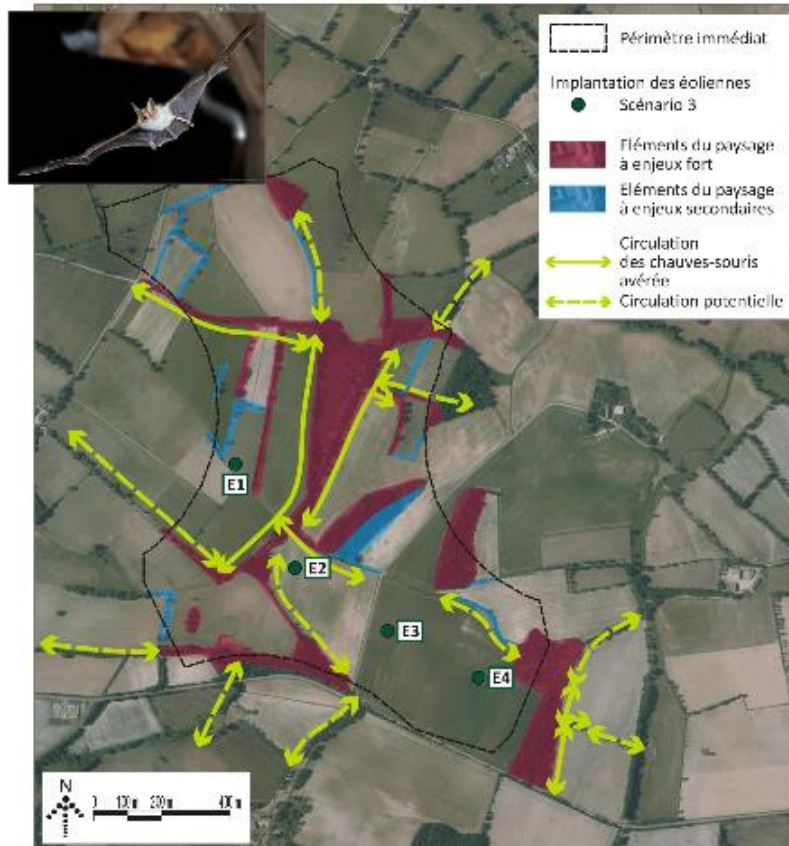 Périmètre immédiat
Implantation des éoliennes
Scénario 3
Eléments du paysage
à enjeux fort
Eléments du paysage
à enjeux secondaires
Circulation
des chauves-souris
avérée
Circulation potentielle
E1
E2
E3
E4
N
0 100 m 200 m 400 m